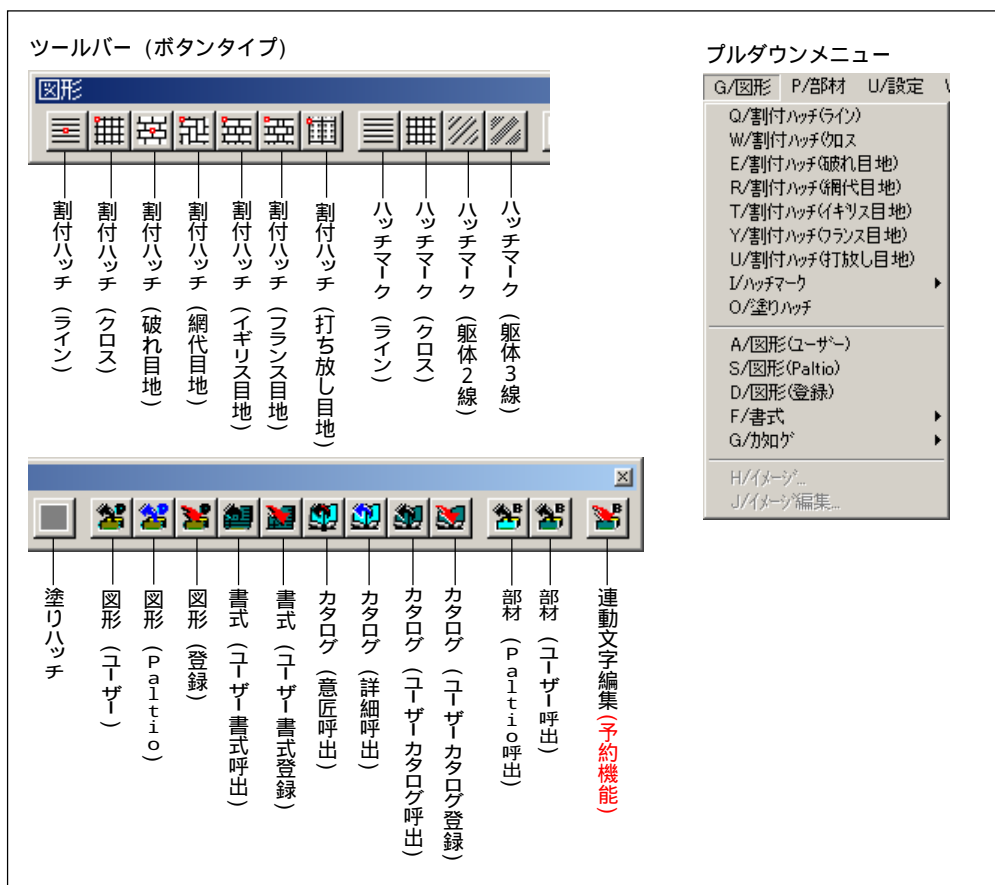 ツールバー (ボタンタイプ)
図形
割付ハッチ (ライン)
割付ハッチ (クロス)
割付ハッチ (破れ目地)
割付ハッチ (網代目地)
割付ハッチ (イギリス目地)
割付ハッチ (フランス目地)
割付ハッチ (打ち放し目地)
ハッチマーク (ライン)
ハッチマーク (クロス)
ハッチマーク (躯体2線)
ハッチマーク (躯体3線)
塗りハッチ
図形 (ユーザー)
図形 (Paltio)
図形 (登録)
書式 (ユーザー書式呼出)
書式 (ユーザー書式登録)
カタログ (意匠呼出)
カタログ (詳細呼出)
カタログ (ユーザーカタログ呼出)
カタログ (ユーザーカタログ登録)
部材 (Paltio呼出)
部材 (ユーザー呼出)
連動文字編集(予約機能)
プルダウンメニュー
G/図形 P/部材 U/設定
Q/割付ハッチ(ライン)
W/割付ハッチ(クロス
E/割付ハッチ(破れ目地)
R/割付ハッチ(網代目地)
T/割付ハッチ(イギリス目地)
Y/割付ハッチ(フランス目地)
U/割付ハッチ(打放し目地)
I/ハッチマーク
O/塗りハッチ
A/図形(ユーザー)
S/図形(Paltio)
D/図形(登録)
F/書式
G/カタログ
H/イメージ...
J/イメージ編集...